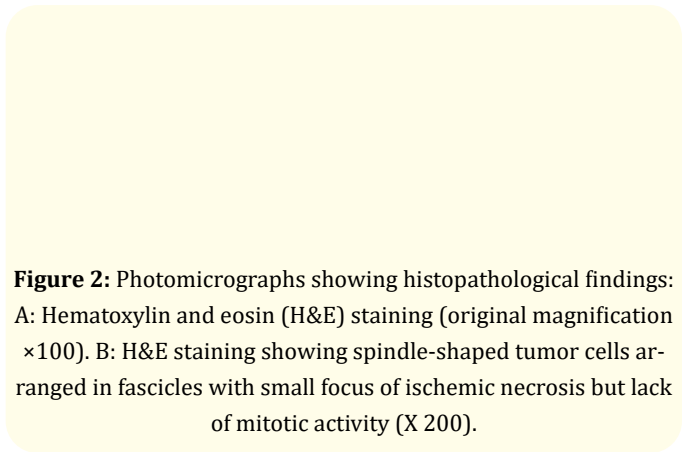 Figure 2: Photomicrographs showing histopathological findings:
A: Hematoxylin and eosin (H&E) staining (original magnification
×100). B: H&E staining showing spindle-shaped tumor cells ar-
ranged in fascicles with small focus of ischemic necrosis but lack
of mitotic activity (X 200).